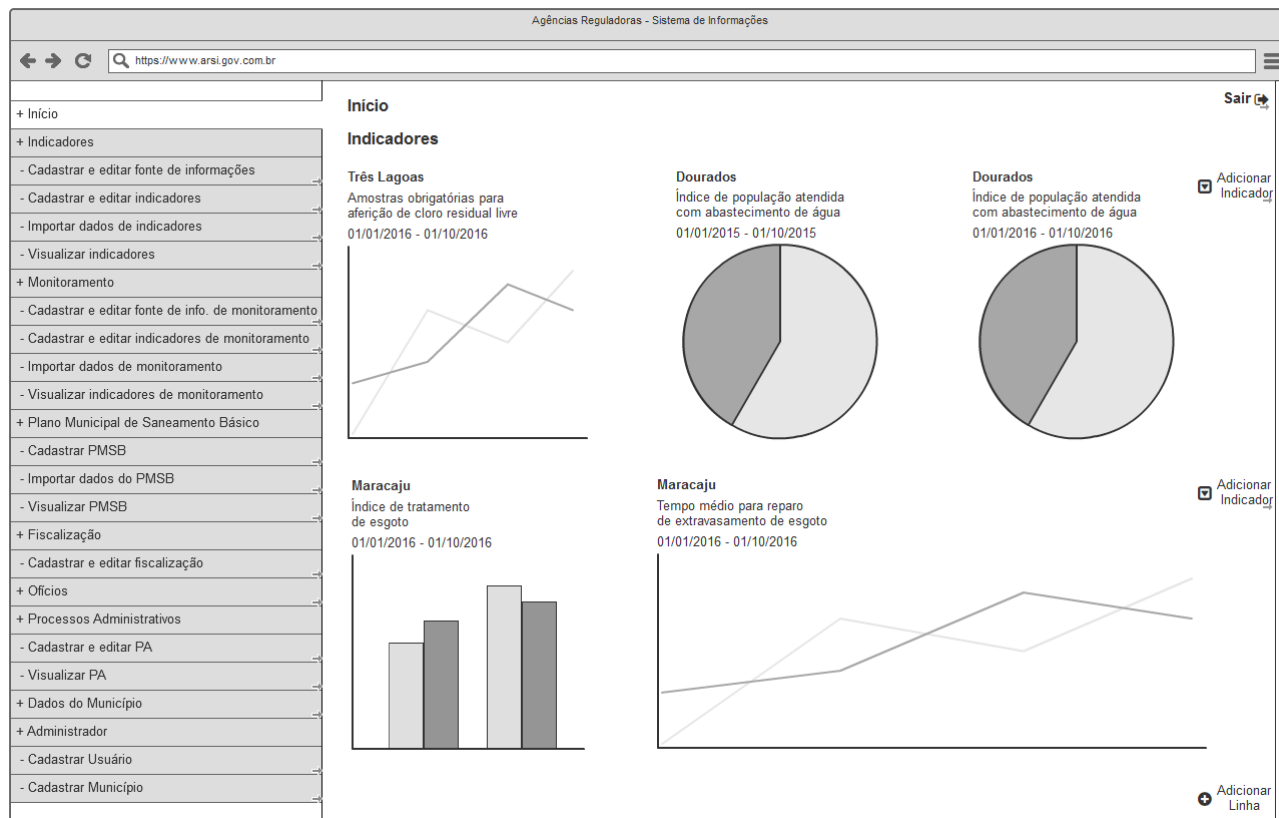 Agências Reguladoras - Sistema de Informações
https://www.arsi.gov.com.br
+ Início
+ Indicadores
- Cadastrar e editar fonte de informações
- Cadastrar e editar indicadores
- Importar dados de indicadores
- Visualizar indicadores
+ Monitoramento
- Cadastrar e editar fonte de info. de monitoramento
- Cadastrar e editar indicadores de monitoramento
- Importar dados de monitoramento
- Visualizar indicadores de monitoramento
+ Plano Municipal de Saneamento Básico
- Cadastrar PMSB
- Importar dados do PMSB
- Visualizar PMSB
+ Fiscalização
- Cadastrar e editar fiscalização
+ Ofícios
+ Processos Administrativos
- Cadastrar e editar PA
- Visualizar PA
+ Dados do Município
+ Administrador
- Cadastrar Usuário
- Cadastrar Município
Início
Sair
Indicadores
Três Lagoas
Amostras obrigatórias para
aferição de cloro residual livre
01/01/2016 - 01/10/2016
Dourados
Índice de população atendida
com abastecimento de água
01/01/2015 - 01/10/2015
Dourados
Índice de população atendida
com abastecimento de água
01/01/2016 - 01/10/2016
Adicionar
Indicador
Maracaju
Índice de tratamento
de esgoto
01/01/2016 - 01/10/2016
Maracaju
Tempo médio para reparo
de extravasamento de esgoto
01/01/2016 - 01/10/2016
Adicionar
Indicador
Adicionar
Linha